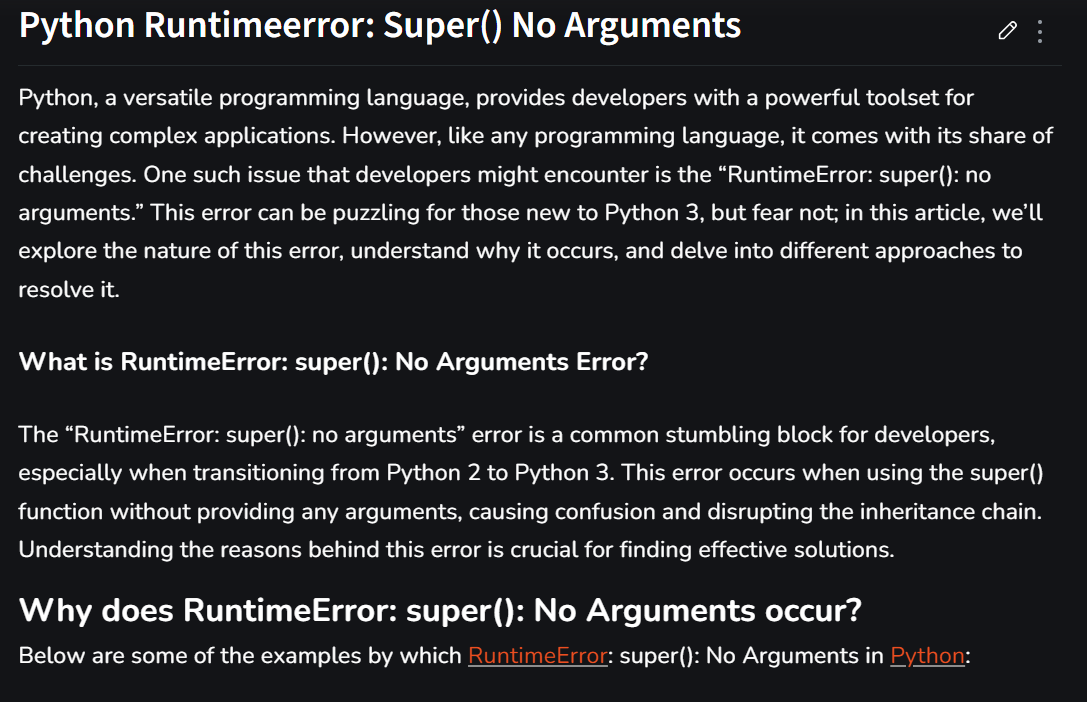 Python Runtimeerror: Super() No Arguments
Python, a versatile programming language, provides developers with a powerful toolset for
creating complex applications. However, like any programming language, it comes with its share of
challenges. One such issue that developers might encounter is the “RuntimeError: super(): no
arguments.” This error can be puzzling for those new to Python 3, but fear not; in this article, we’ll
explore the nature of this error, understand why it occurs, and delve into different approaches to
resolve it.
What is RuntimeError: super(): No Arguments Error?
The “RuntimeError: super(): no arguments” error is a common stumbling block for developers,
especially when transitioning from Python 2 to Python 3. This error occurs when using the super()
function without providing any arguments, causing confusion and disrupting the inheritance chain.
Understanding the reasons behind this error is crucial for finding effective solutions.
Why does RuntimeError: super(): No Arguments occur?
Below are some of the examples by which RuntimeError: super(): No Arguments in Python: